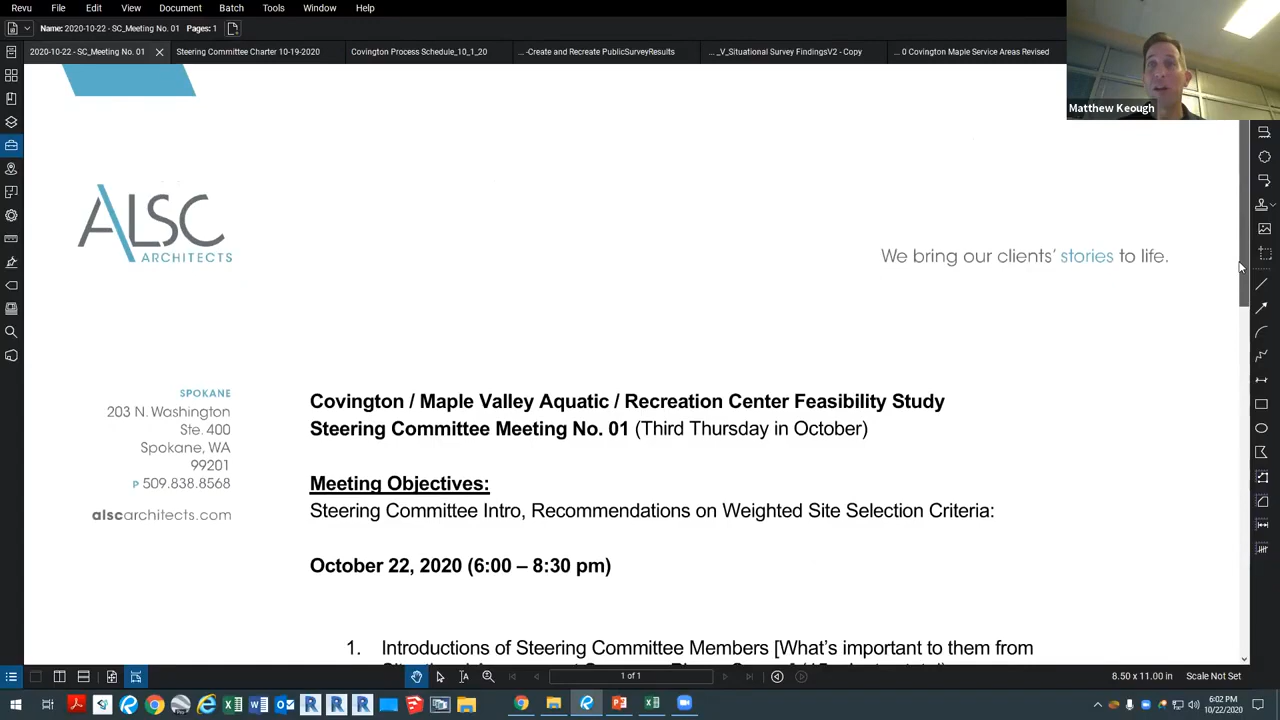 Revu File Edit View Document Batch Tools Window Help
Name: 2020-10-22 - SC_Meeting No. 01 Pages: 1
2020-10-22 - SC_Meeting No. 01
Steering Committee Charter 10-19-2020
Covington Process Schedule_10_1_20
...-Create and Recreate PublicSurveyResults
..._V_Situational Survey FindingsV2 - Copy
... 0 Covington Maple Service Areas Revised
Matthew Keough
ALSC
ARCHITECTS
We bring our clients' stories to life.
SPOKANE
203 N. Washington
Ste. 400
Spokane, WA
99201
P 509.838.8568
alscarchitects.com
Covington / Maple Valley Aquatic / Recreation Center Feasibility Study
Steering Committee Meeting No. 01 (Third Thursday in October)
Meeting Objectives:
Steering Committee Intro, Recommendations on Weighted Site Selection Criteria:
October 22, 2020 (6:00 – 8:30 pm)
1. Introductions of Steering Committee Members [What's important to them from
1 of 1
8.50 x 11.00 in
Scale Not Set
6:02 PM
10/22/2020